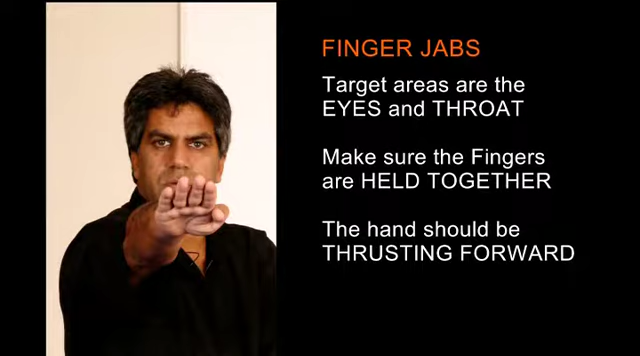 FINGER JABS
Target areas are the
EYES and THROAT
Make sure the Fingers
are HELD TOGETHER
The hand should be
THRUSTING FORWARD